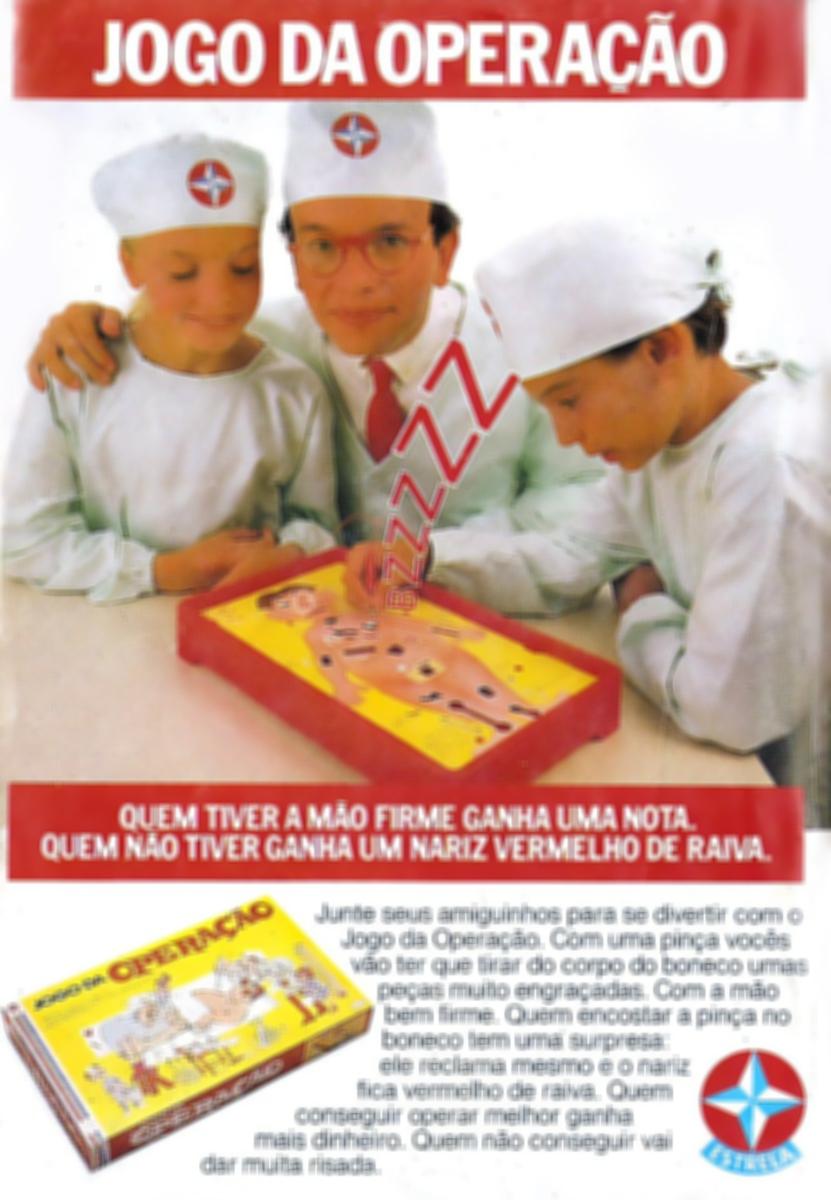 JOGO DA OPERAÇÃO
BZZZZZ
QUEM TIVER A MÃO FIRME GANHA UMA NOTA.
QUEM NÃO TIVER GANHA UM NARIZ VERMELHO DE RAIVA.
JOGO DA OPERAÇÃO
OPERAÇÃO
Junte seus amiguinhos para se divertir com o
Jogo da Operação. Com uma pinça vocês
vão ter que tirar do corpo do boneco umas
peças muito engraçadas. Com a mão
bem firme. Quem encostar a pinça no
boneco tem uma surpresa:
ele reclama mesmo e o nariz
fica vermelho de raiva. Quem
conseguir operar melhor ganha
mais dinheiro. Quem não conseguir vai
dar muita risada.
ESTRELA